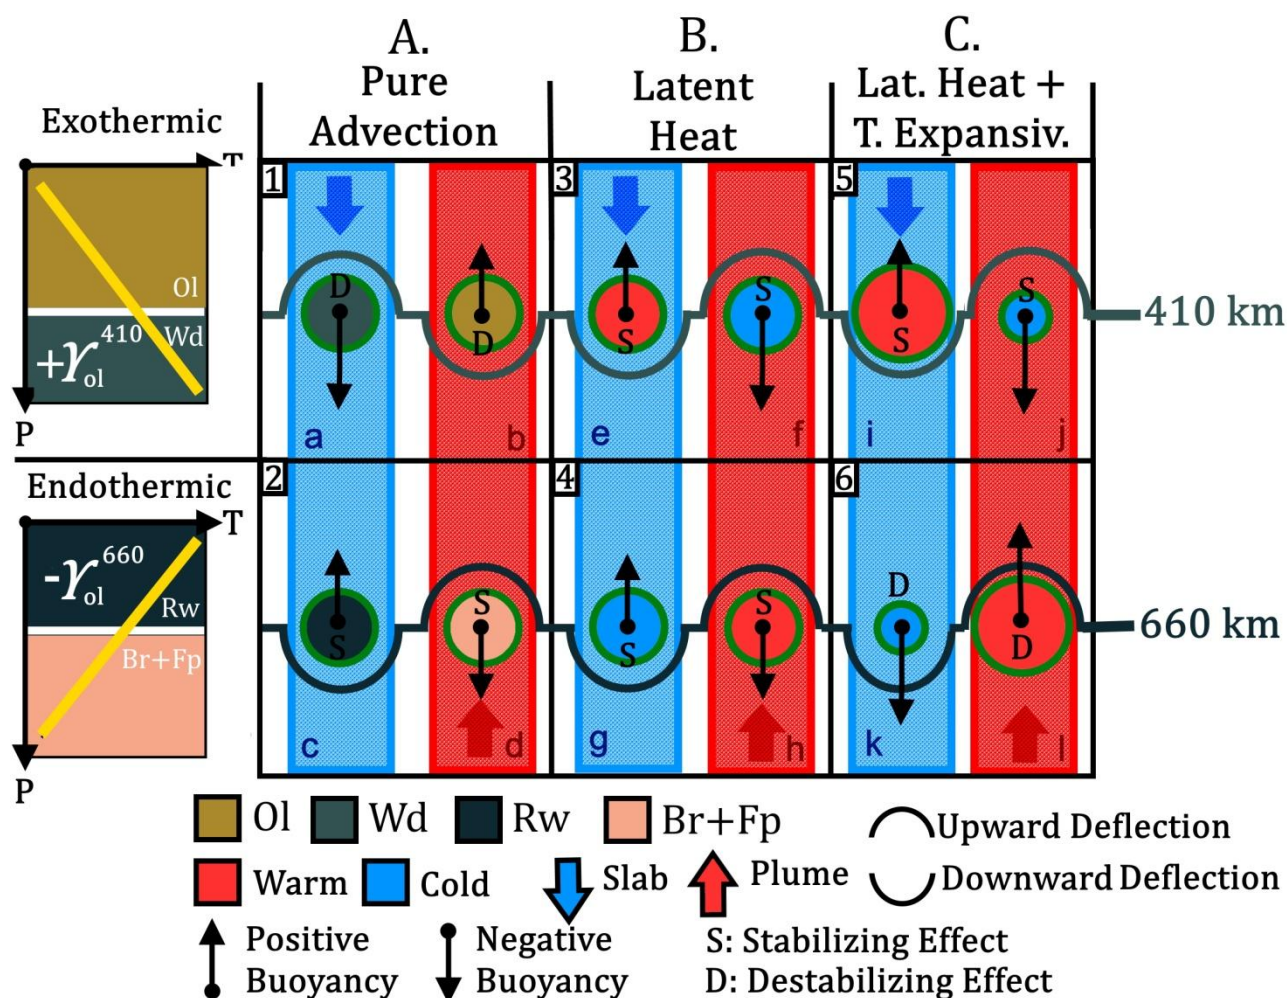 A.
B.
C.
Pure
Advection
Latent
Heat
Lat. Heat +
T. Expansiv.
Exothermic
T
Ol
Wd
+γ 410 ol
P
1
3
5
D
D
S
S
S
S
a
b
e
f
i
j
410 km
Endothermic
T
-γ 660 ol
Rw
Br+Fp
P
2
4
6
S
S
S
S
D
D
c
d
g
h
k
l
660 km
Ol
Wd
Rw
Br+Fp
Upward Deflection
Warm
Cold
Slab
Plume
Downward Deflection
Positive
Buoyancy
Negative
Buoyancy
S: Stabilizing Effect
D: Destabilizing Effect